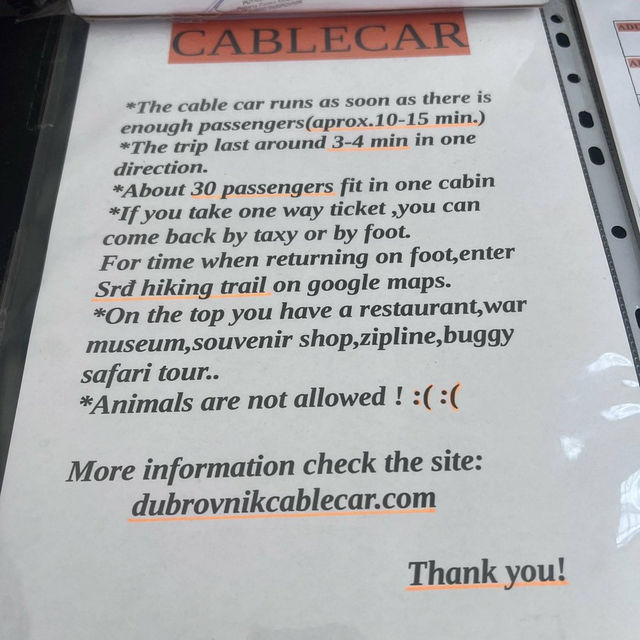 CABLECAR
*The cable car runs as soon as there is
enough passengers(aprox.10-15 min.)
*The trip last around 3-4 min in one
direction.
*About 30 passengers fit in one cabin
*If you take one way ticket ,you can
come back by taxy or by foot.
For time when returning on foot,enter
Srđ hiking trail on google maps.
*On the top you have a restaurant,war
museum,souvenir shop,zipline,buggy
safari tour..
*Animals are not allowed ! :( :(
More information check the site:
dubrovnikcablecar.com
Thank you!